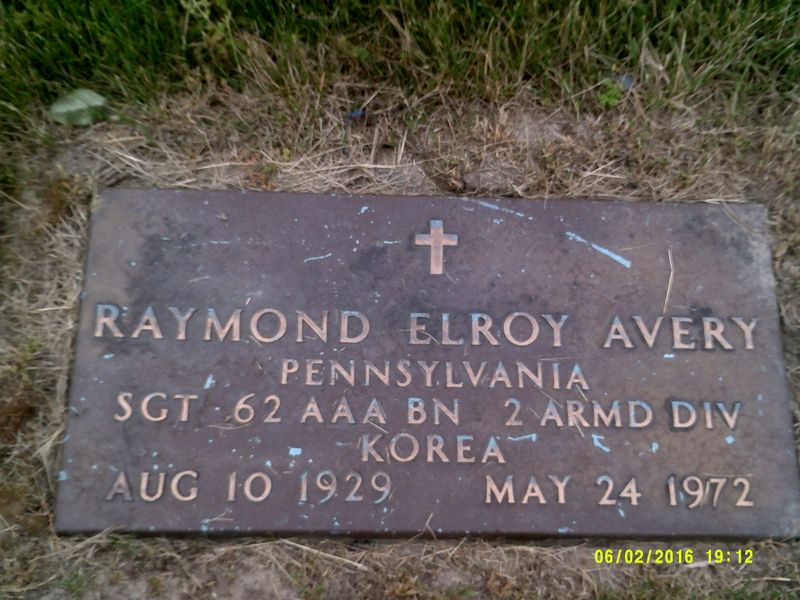 RAYMOND ELROY AVERY
PENNSYLVANIA
SGT 62 AAA BN 2 ARMD DIV
KOREA
AUG 10 1929 MAY 24 1972
06/02/2016 19:12